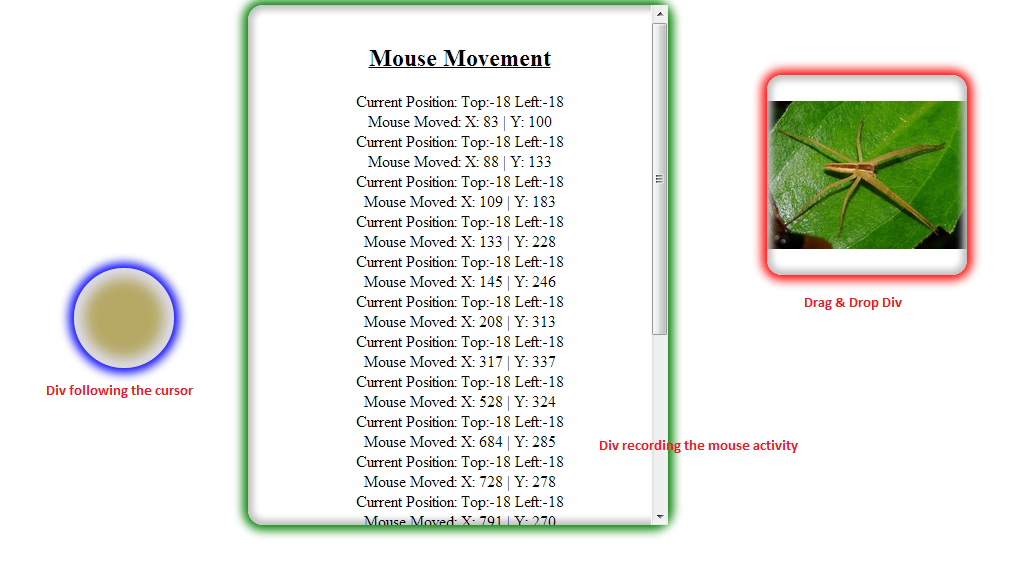 Mouse Movement
Current Position: Top:-18 Left:-18
Mouse Moved: X: 83 | Y: 100
Current Position: Top:-18 Left:-18
Mouse Moved: X: 88 | Y: 133
Current Position: Top:-18 Left:-18
Mouse Moved: X: 109 | Y: 183
Current Position: Top:-18 Left:-18
Mouse Moved: X: 133 | Y: 228
Current Position: Top:-18 Left:-18
Mouse Moved: X: 145 | Y: 246
Current Position: Top:-18 Left:-18
Mouse Moved: X: 208 | Y: 313
Current Position: Top:-18 Left:-18
Mouse Moved: X: 317 | Y: 337
Current Position: Top:-18 Left:-18
Mouse Moved: X: 528 | Y: 324
Current Position: Top:-18 Left:-18
Mouse Moved: X: 684 | Y: 285
Current Position: Top:-18 Left:-18
Mouse Moved: X: 728 | Y: 278
Current Position: Top:-18 Left:-18
Mouse Moved: X: 791 | Y: 270
Div following the cursor
Div recording the mouse activity
Drag & Drop Div